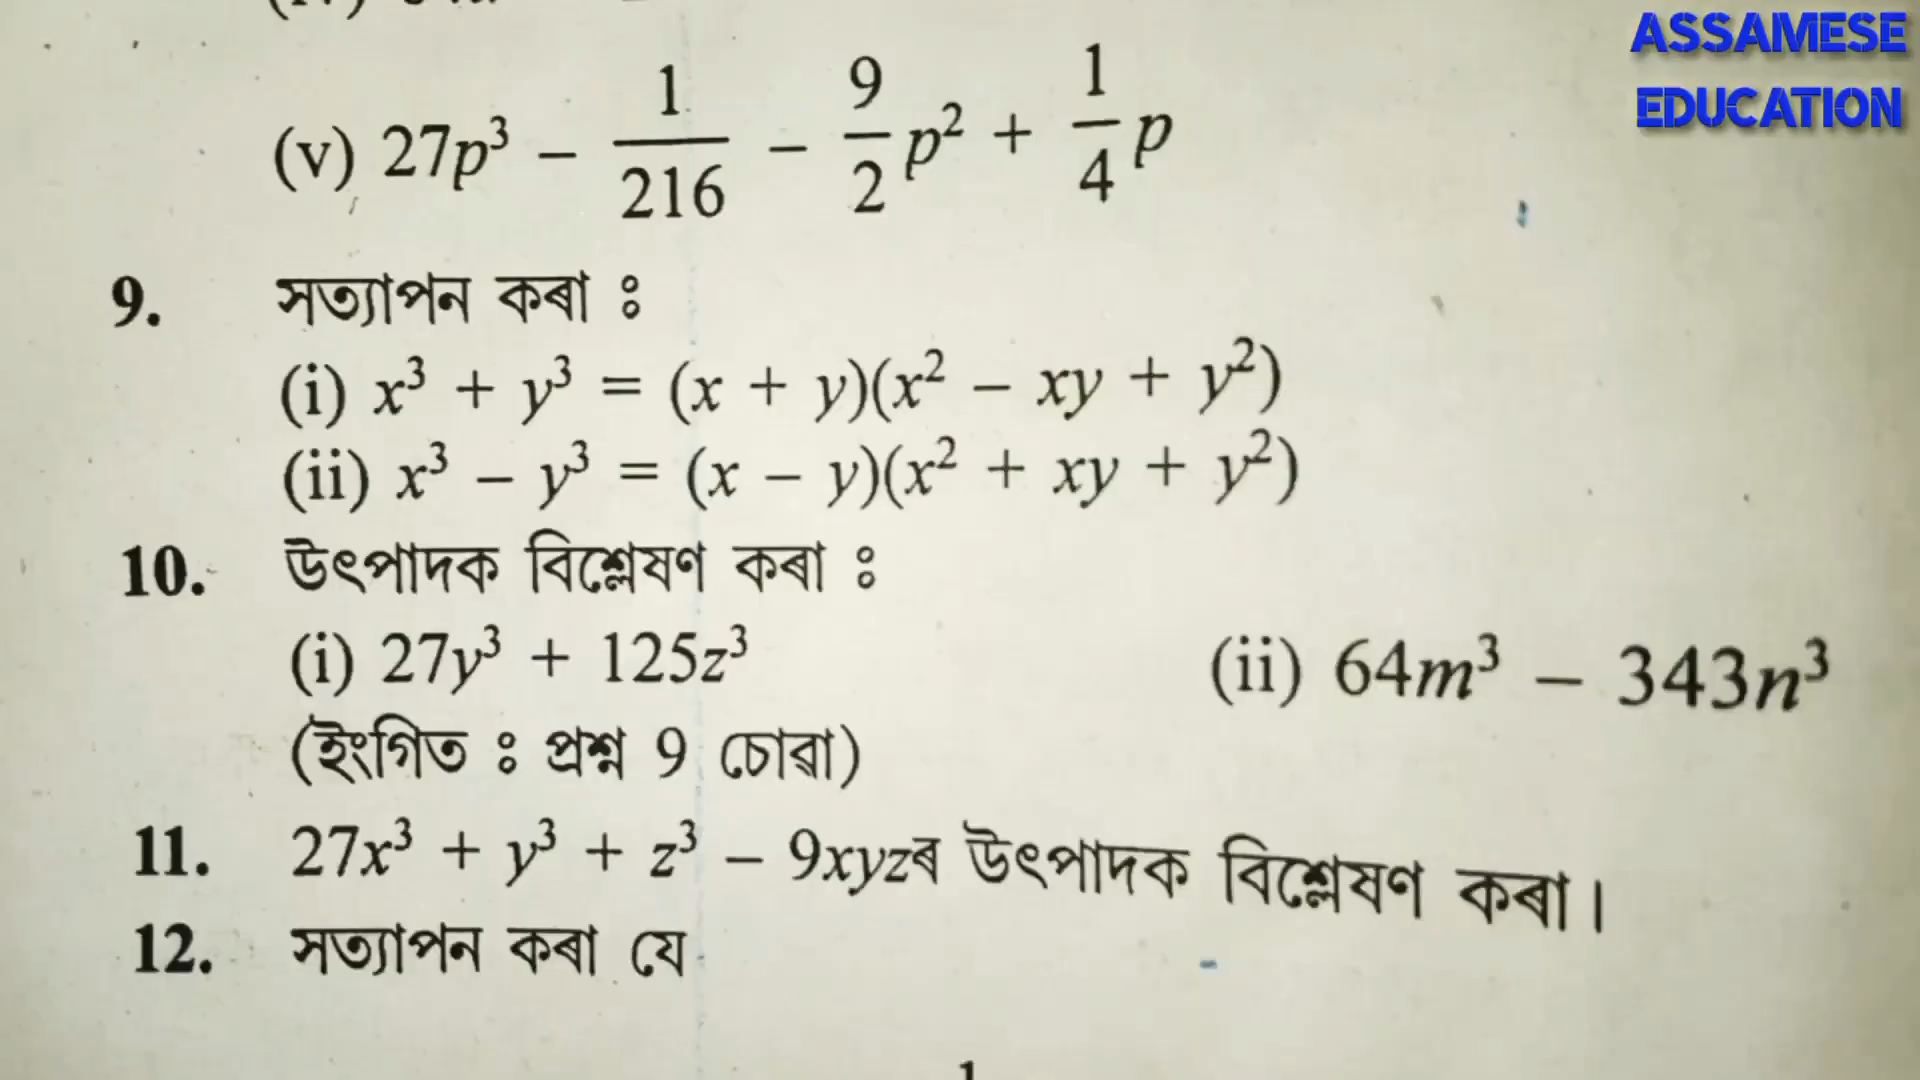 ASSAMESE
EDUCATION
(v) 27p³ − 1/216 − 9/2 p² + 1/4 p
9. সত্যাপন কৰা ঃ
(i) x³ + y³ = (x + y)(x² − xy + y²)
(ii) x³ − y³ = (x − y)(x² + xy + y²)
10. উৎপাদক বিশ্লেষণ কৰা ঃ
(i) 27y³ + 125z³ (ii) 64m³ − 343n³
(ইংগিত ঃ প্ৰশ্ন 9 চোৱা)
11. 27x³ + y³ + z³ − 9xyzৰ উৎপাদক বিশ্লেষণ কৰা।
12. সত্যাপন কৰা যে